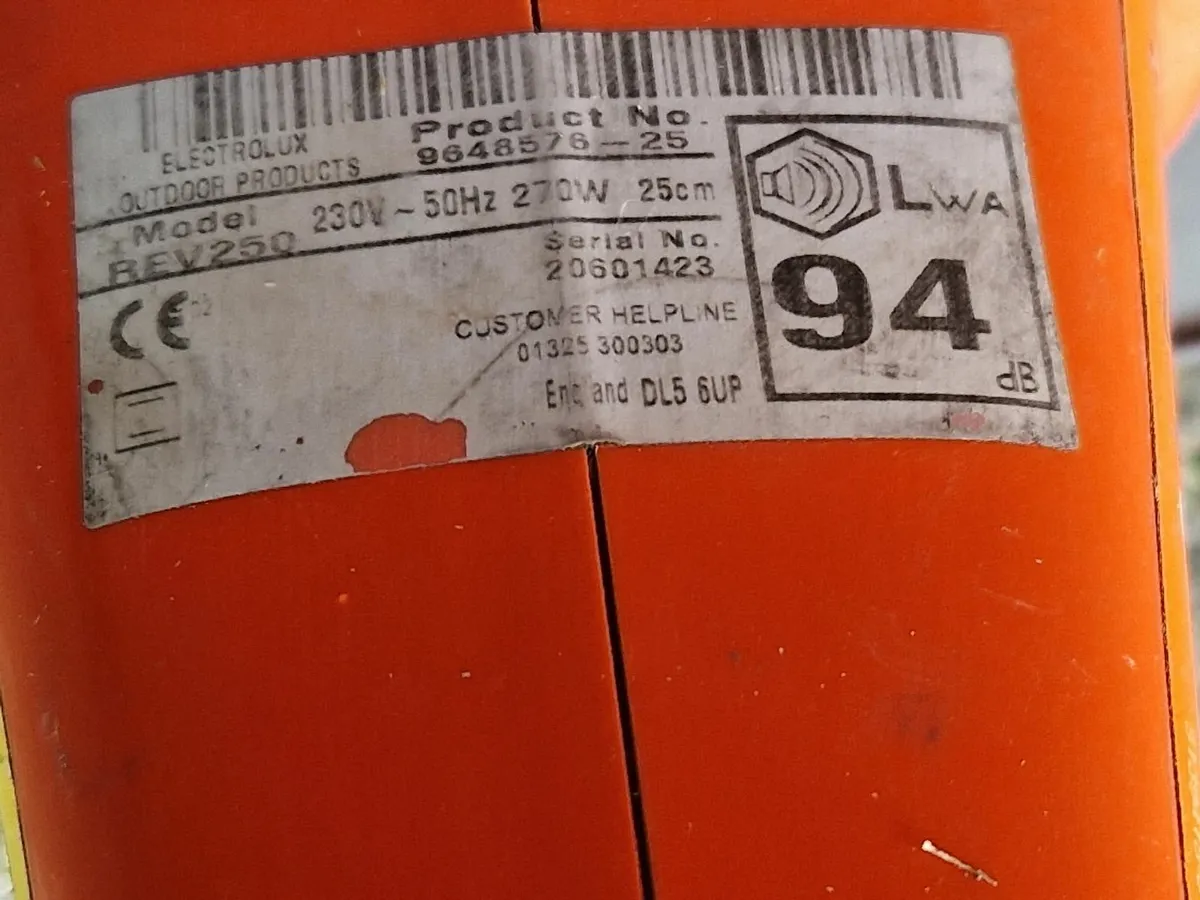 ELECTROLUX
OUTDOOR PRODUCTS
Product No.
9648576-25
Model
REV250
230V ~ 50Hz 270W 25cm
Serial No.
20601423
CUSTOMER HELPLINE
01325 300303
England DL5 6UP
CE
LWA
94
dB